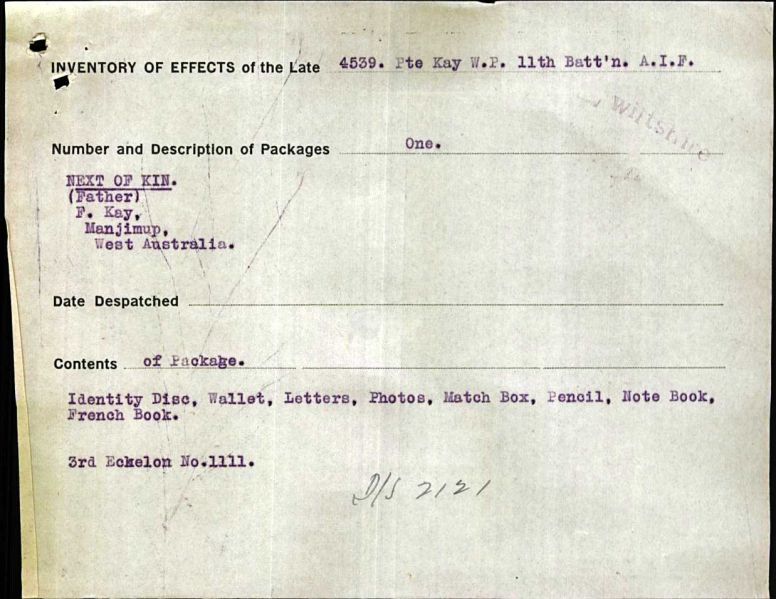 INVENTORY OF EFFECTS of the Late 4539. Pte Kay W.P. 11th Batt'n. A.I.F.
Wiltshire
Number and Description of Packages One.
NEXT OF KIN.
(Father)
F. Kay,
Manjimup,
West Australia.
Date Despatched
Contents of Package.
Identity Disc, Wallet, Letters, Photos, Match Box, Pencil, Note Book,
French Book.
3rd Eckelon No.1111.
D/S 2121